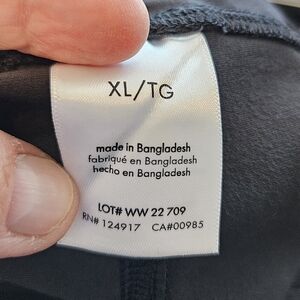 XL/TG
made in Bangladesh
fabriqué en Bangladesh
hecho en Bangladesh
LOT# WW 22 709
RN# 124917 CA#00985